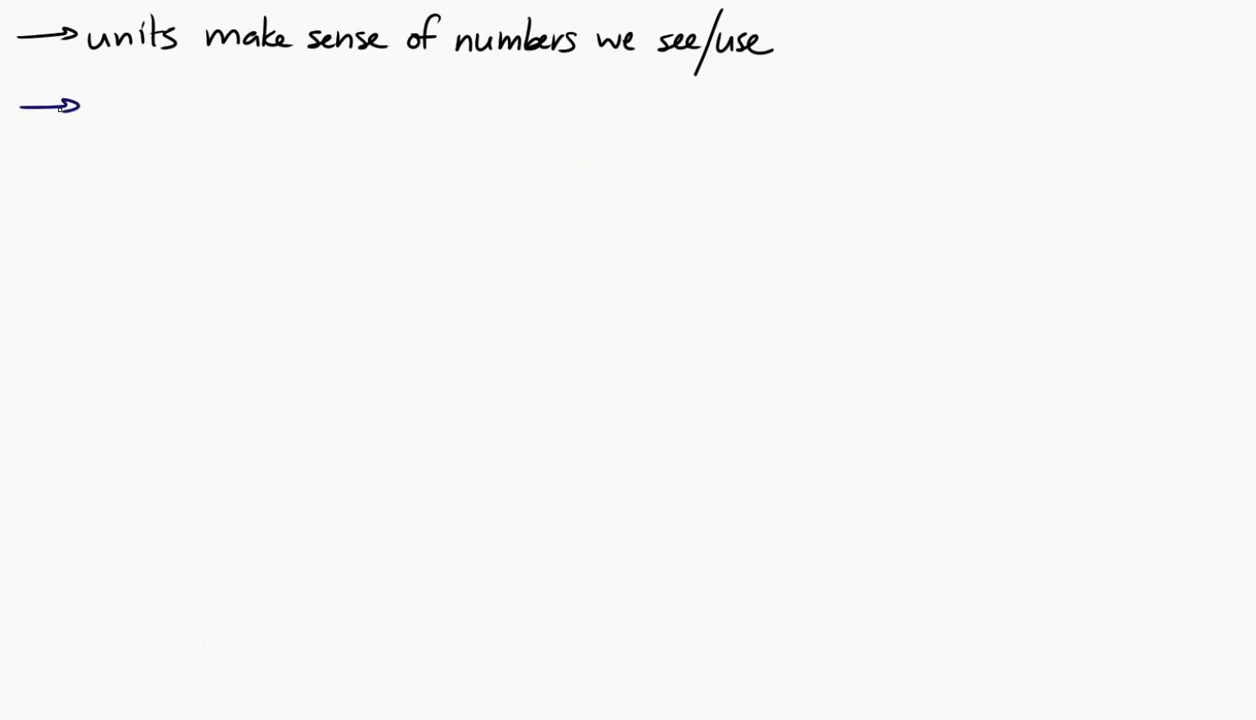 → units make sense of numbers we see/use
→